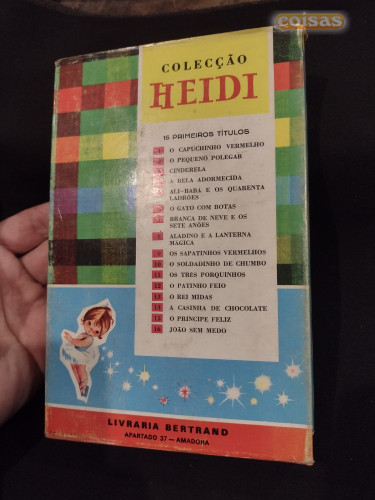 coisas
COLECÇÃO
HEIDI
16 PRIMEIROS TÍTULOS
1 O CAPUCHINHO VERMELHO
2 O PEQUENO POLEGAR
3 CINDERELA
4 A BELA ADORMECIDA
5 ALI-BABÁ E OS QUARENTA
LADRÕES
6 O GATO COM BOTAS
7 BRANCA DE NEVE E OS
SETE ANÕES
8 ALADINO E A LANTERNA
MÁGICA
9 OS SAPATINHOS VERMELHOS
10 O SOLDADINHO DE CHUMBO
11 OS TRÊS PORQUINHOS
12 O PATINHO FEIO
13 O REI MIDAS
14 A CASINHA DE CHOCOLATE
15 O PRÍNCIPE FELIZ
16 JOÃO SEM MEDO
LIVRARIA BERTRAND
APARTADO 37 — AMADORA